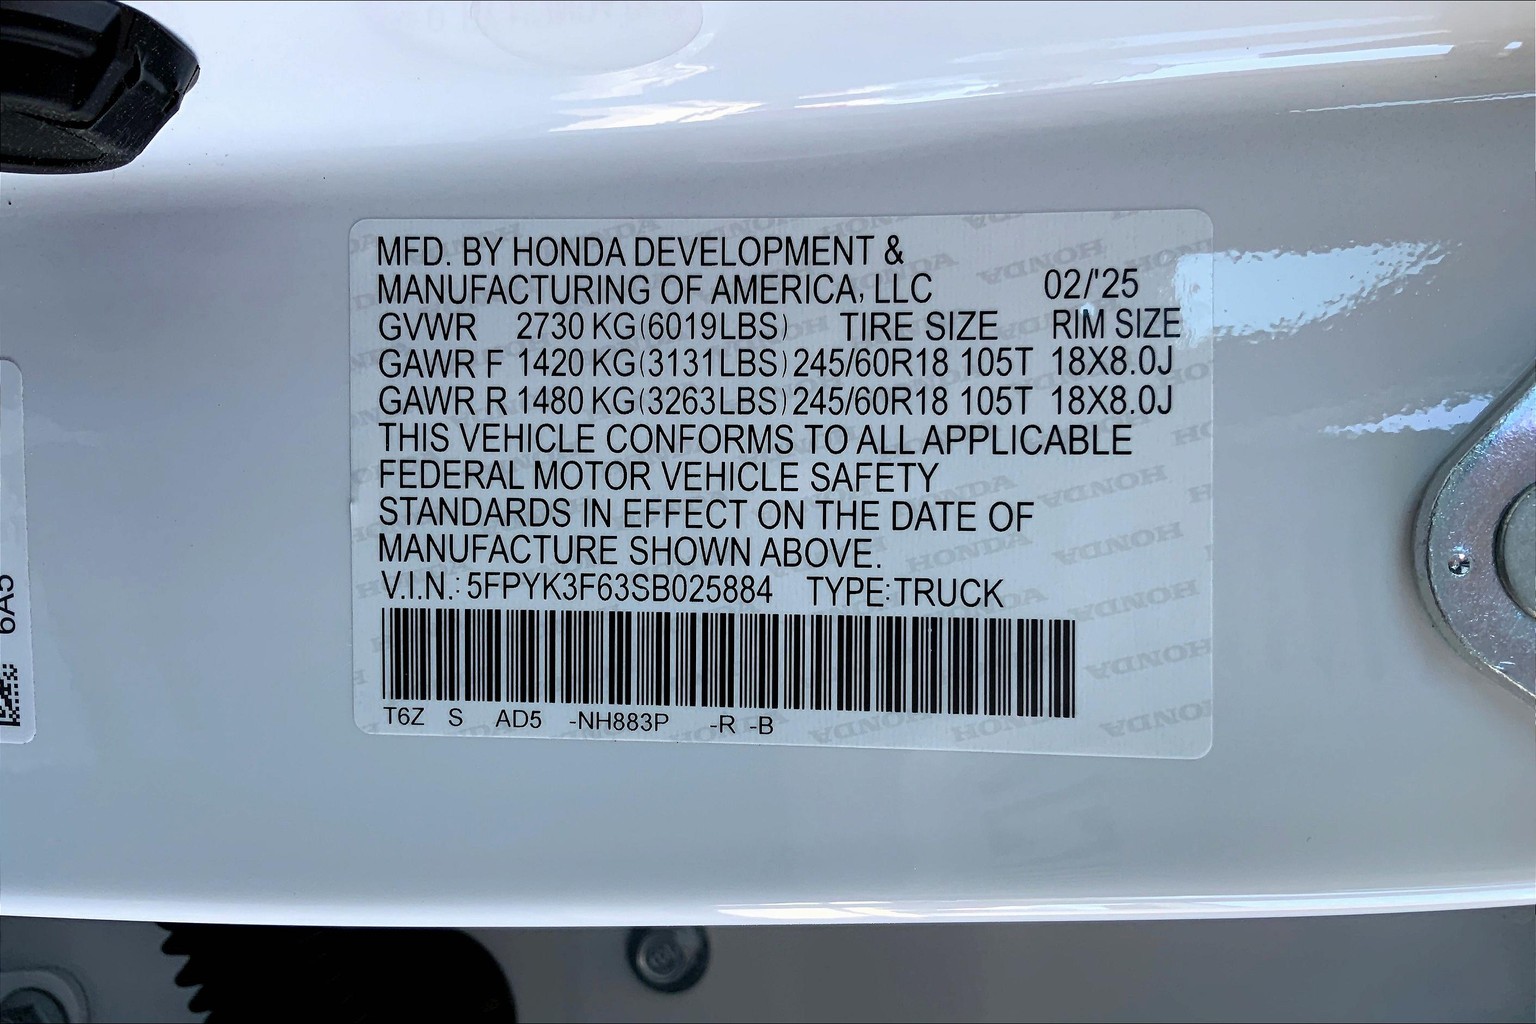 MFD. BY HONDA DEVELOPMENT &
MANUFACTURING OF AMERICA, LLC 02/'25
GVWR 2730 KG(6019LBS) TIRE SIZE RIM SIZE
GAWR F 1420 KG(3131LBS) 245/60R18 105T 18X8.0J
GAWR R 1480 KG(3263LBS) 245/60R18 105T 18X8.0J
THIS VEHICLE CONFORMS TO ALL APPLICABLE
FEDERAL MOTOR VEHICLE SAFETY
STANDARDS IN EFFECT ON THE DATE OF
MANUFACTURE SHOWN ABOVE.
V.I.N.: 5FPYK3F63SB025884 TYPE:TRUCK
T6Z S AD5 -NH883P -R -B
6A5